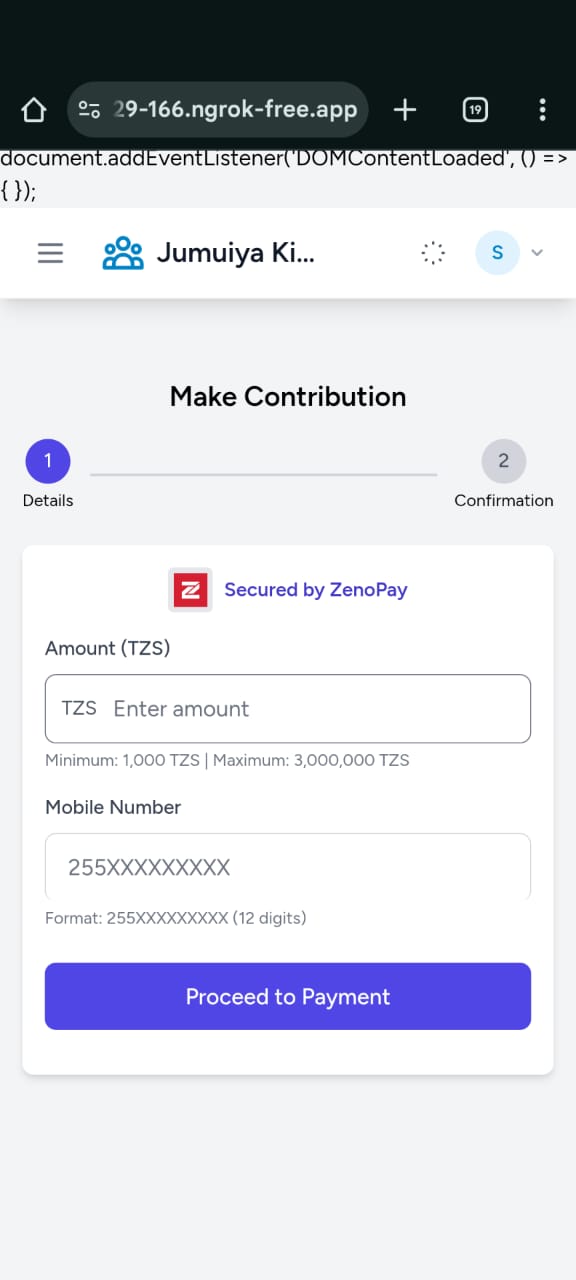 29-166.ngrok-free.app
19
document.addEventListener('DOMContentLoaded', () =>
{ });
Jumuiya Ki...
S
Make Contribution
1
2
Details
Confirmation
Secured by ZenoPay
Amount (TZS)
TZS Enter amount
Minimum: 1,000 TZS | Maximum: 3,000,000 TZS
Mobile Number
255XXXXXXXXX
Format: 255XXXXXXXXX (12 digits)
Proceed to Payment